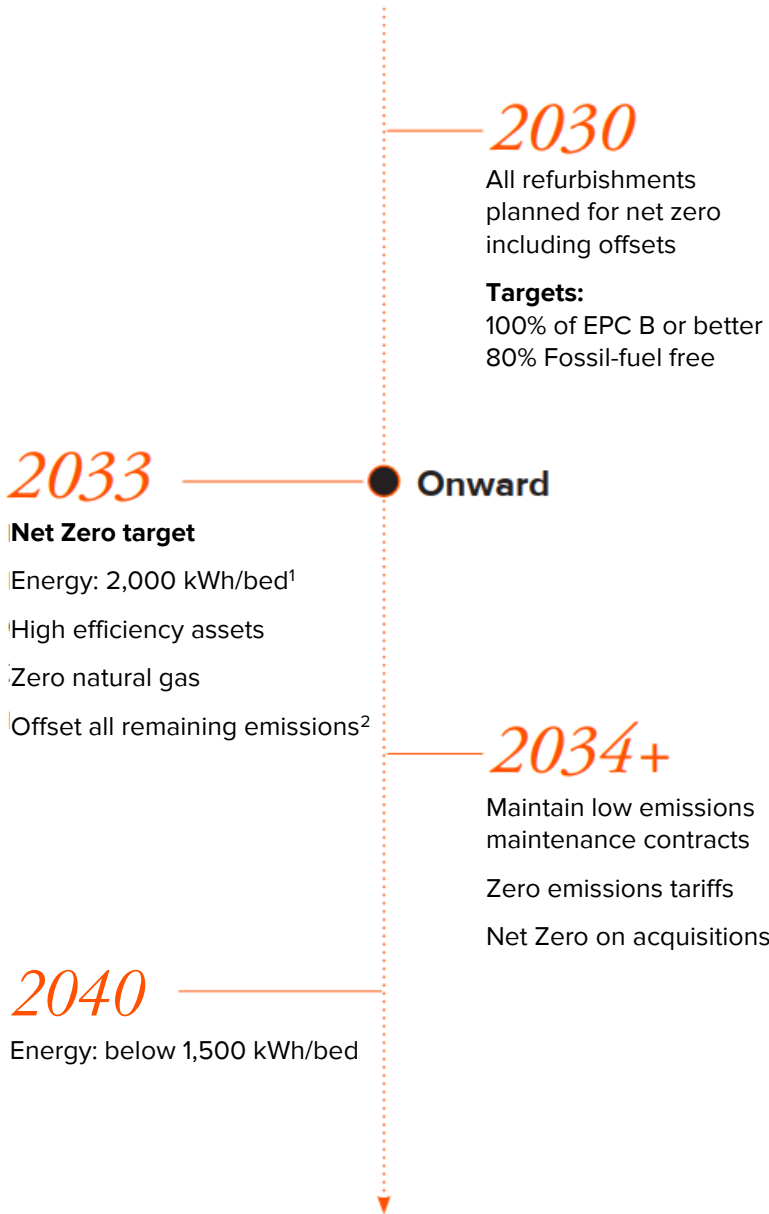 2030
All refurbishments
planned for net zero
including offsets
Targets:
100% of EPC B or better
80% Fossil-fuel free
2033
Onward
Net Zero target
Energy: 2,000 kWh/bed¹
High efficiency assets
Zero natural gas
Offset all remaining emissions²
2034+
Maintain low emissions
maintenance contracts
Zero emissions tariffs
Net Zero on acquisitions
2040
Energy: below 1,500 kWh/bed